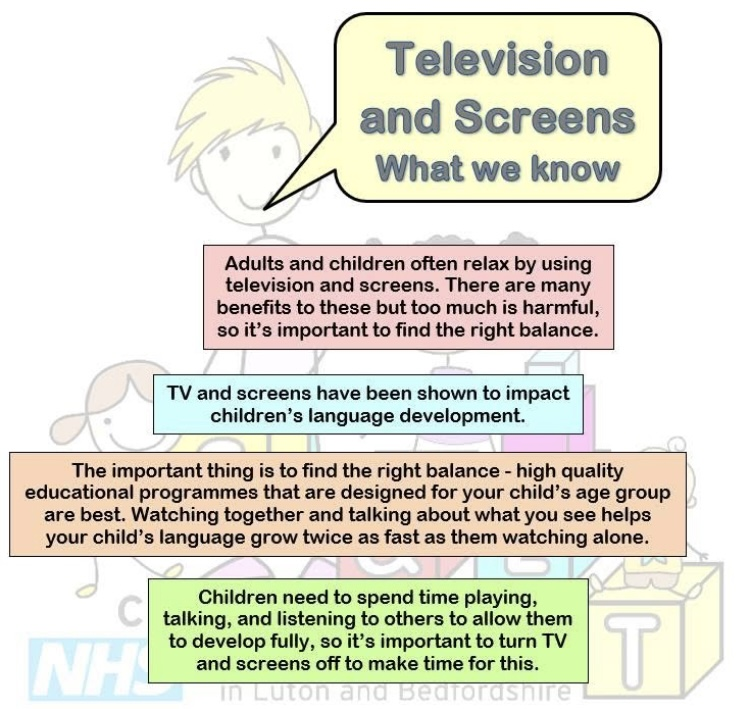 Television
and Screens
What we know
Adults and children often relax by using
television and screens. There are many
benefits to these but too much is harmful,
so it's important to find the right balance.
TV and screens have been shown to impact
children's language development.
The important thing is to find the right balance - high quality
educational programmes that are designed for your child's age group
are best. Watching together and talking about what you see helps
your child's language grow twice as fast as them watching alone.
Children need to spend time playing,
talking, and listening to others to allow them
to develop fully, so it's important to turn TV
and screens off to make time for this.
T
NHS
in Luton and Bedfordshire